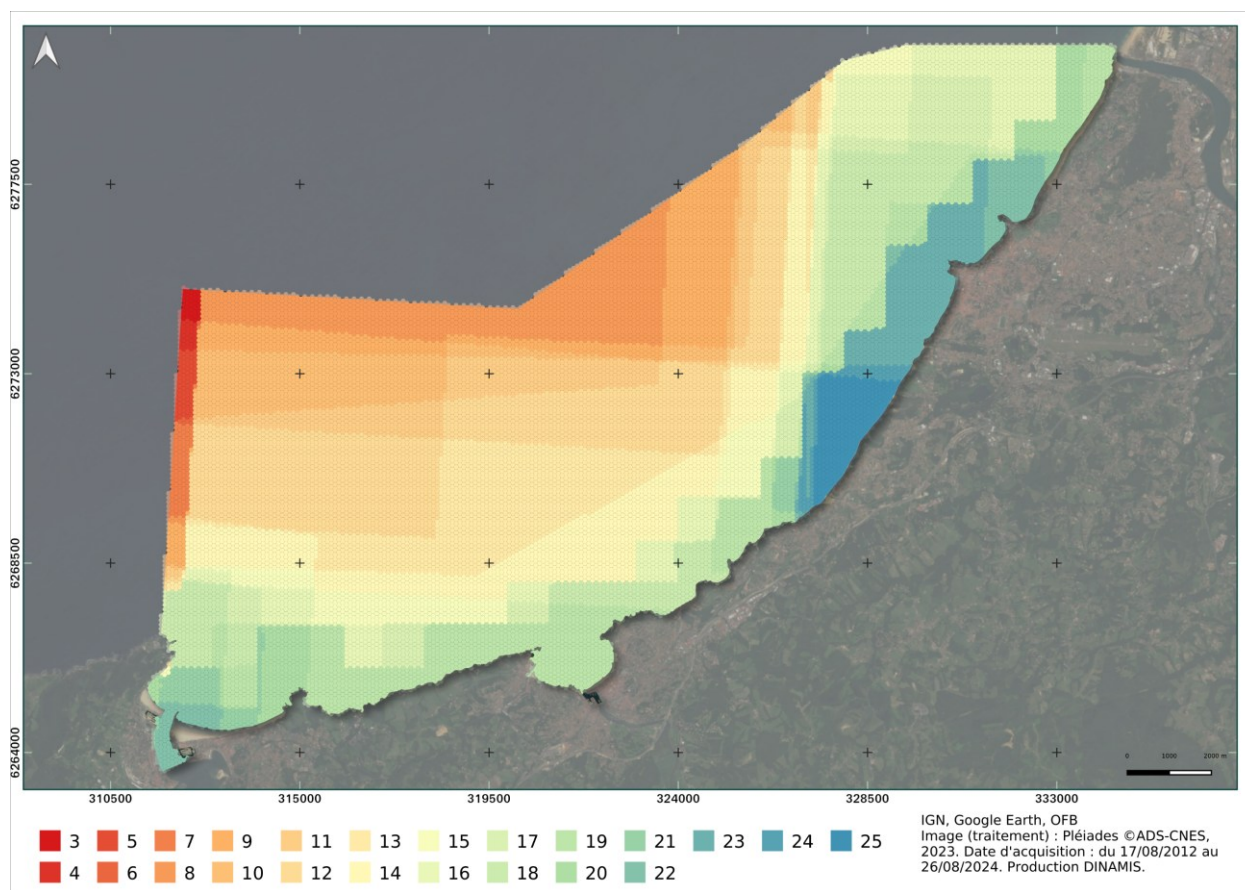 6277500
6273000
6268500
6264000
0 1000 2000 m
310500 315000 319500 324000 328500 333000
3 5 7 9 11 13 15 17 19 21 23 24 25
4 6 8 10 12 14 16 18 20 22
IGN, Google Earth, OFB
Image (traitement) : Pléiades ©ADS-CNES,
2023. Date d'acquisition : du 17/08/2012 au
26/08/2024. Production DINAMIS.